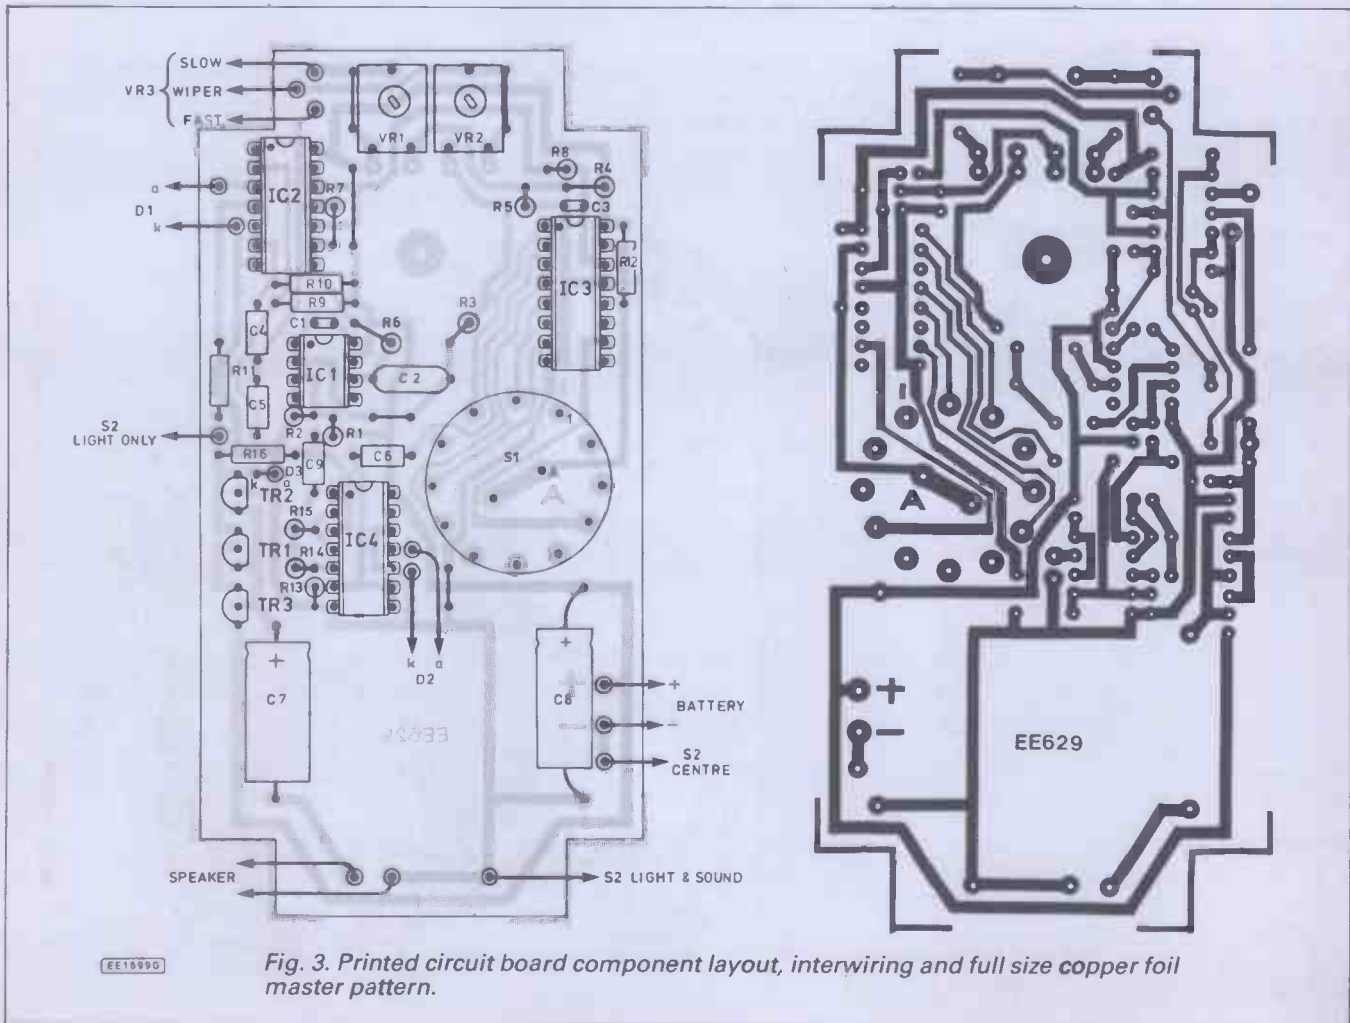 SLOW
VR3 WIPER
FAST
VR1
VR2
a
D1
k
IC2
R7
R8
R4
R5
C3
R12
IC3
R10
R9
C4
C1
R3
R6
R11
IC1
C2
C5
1
S2
LIGHT ONLY
R2
R1
S1
R16
C9
C6
D3
k
a
A
TR2
R15
IC4
TR1
R14
R13
TR3
k a
D2
+
C7
+
C8
+
–
+
BATTERY
–
S2
CENTRE
EE629
SPEAKER
S2 LIGHT & SOUND
A
+
–
EE629
EE1699G
Fig. 3. Printed circuit board component layout, interwiring and full size copper foil
master pattern.